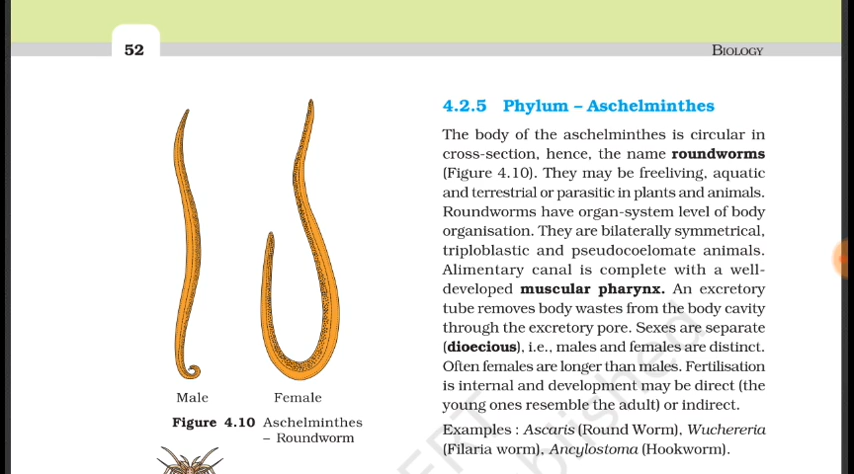 52
BIOLOGY
4.2.5 Phylum – Aschelminthes
The body of the aschelminthes is circular in
cross-section, hence, the name roundworms
(Figure 4.10). They may be freeliving, aquatic
and terrestrial or parasitic in plants and animals.
Roundworms have organ-system level of body
organisation. They are bilaterally symmetrical,
triploblastic and pseudocoelomate animals.
Alimentary canal is complete with a well-
developed muscular pharynx. An excretory
tube removes body wastes from the body cavity
through the excretory pore. Sexes are separate
(dioecious), i.e., males and females are distinct.
Often females are longer than males. Fertilisation
is internal and development may be direct (the
young ones resemble the adult) or indirect.
Examples : Ascaris (Round Worm), Wuchereria
(Filaria worm), Ancylostoma (Hookworm).
Male
Female
Figure 4.10 Aschelminthes
– Roundworm